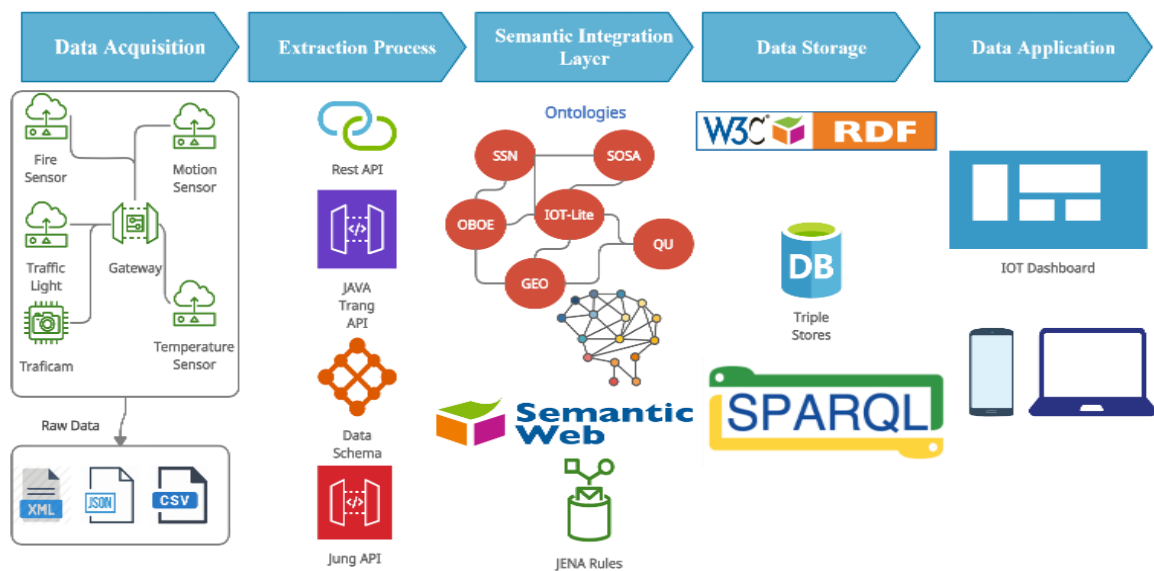 Data Acquisition
Extraction Process
Semantic Integration
Layer
Data Storage
Data Application
Fire
Sensor
Motion
Sensor
Traffic
Light
Gateway
Traficam
Temperature
Sensor
Raw Data
XML
JSON
CSV
Rest API
JAVA
Trang
API
Data
Schema
Jung API
Ontologies
SSN
SOSA
OBOE
IOT-Lite
QU
GEO
Semantic
Web
JENA Rules
W3C
RDF
DB
Triple
Stores
SPARQL
IOT Dashboard